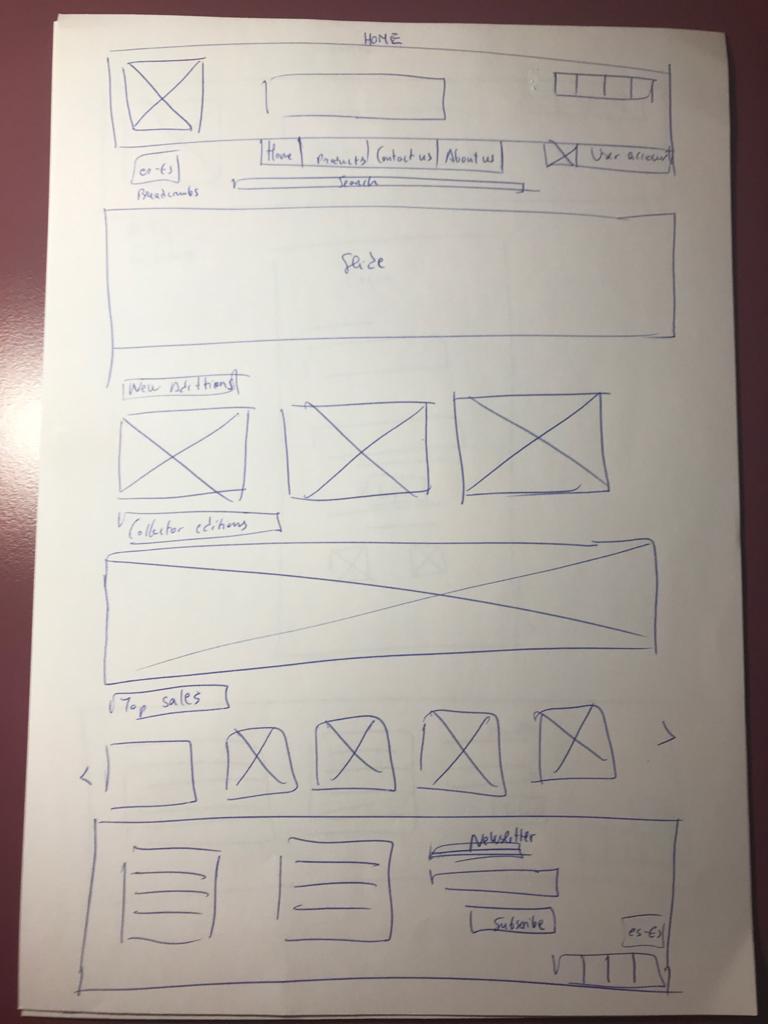 HOME
Home Products Contact us About us User account
es-Es
Breadcrumbs
Search
Slide
New Editions
Collector editions
Top sales
< >
Newsletter
Subscribe
es-Es